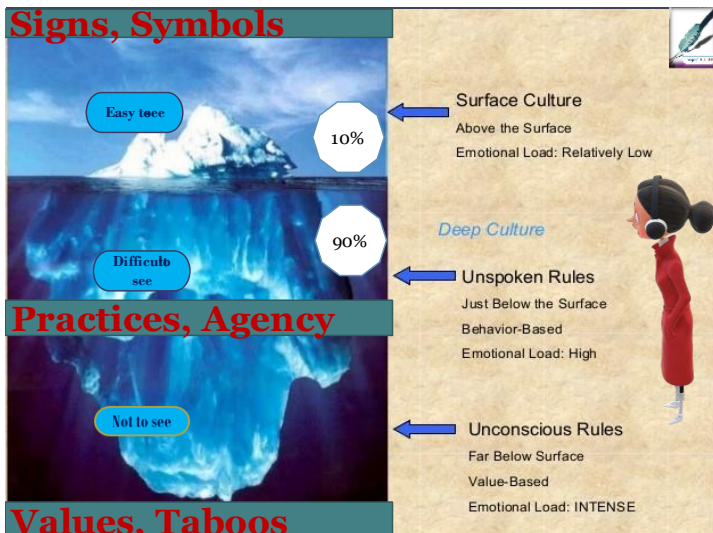 Signs, Symbols
Easy tosee
10%
Surface Culture
Above the Surface
Emotional Load: Relatively Low
90%
Deep Culture
Difficulto
see
Unspoken Rules
Just Below the Surface
Behavior-Based
Emotional Load: High
Practices, Agency
Not to see
Unconscious Rules
Far Below Surface
Value-Based
Emotional Load: INTENSE
Values, Taboos